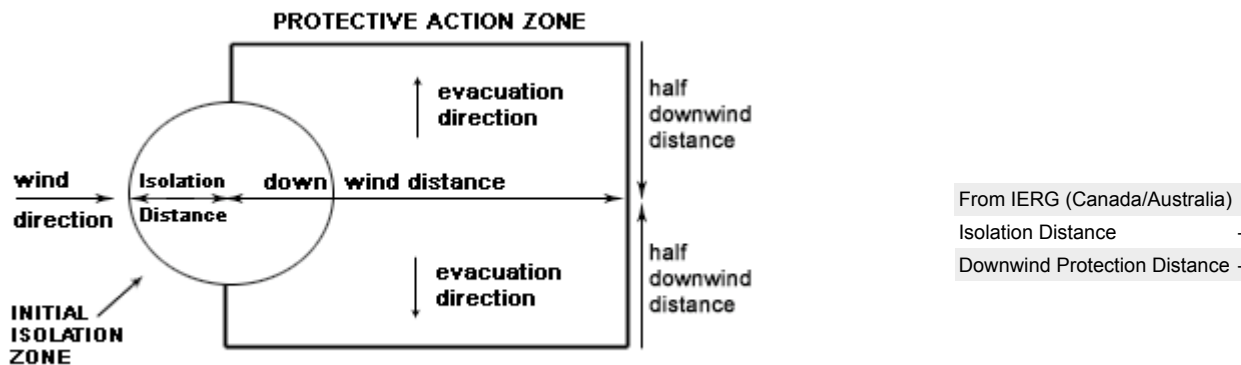 PROTECTIVE ACTION ZONE
evacuation
direction
half
downwind
distance
wind
direction
Isolation
Distance
down wind distance
evacuation
direction
half
downwind
distance
INITIAL
ISOLATION
ZONE
From IERG (Canada/Australia)
Isolation Distance -
Downwind Protection Distance -